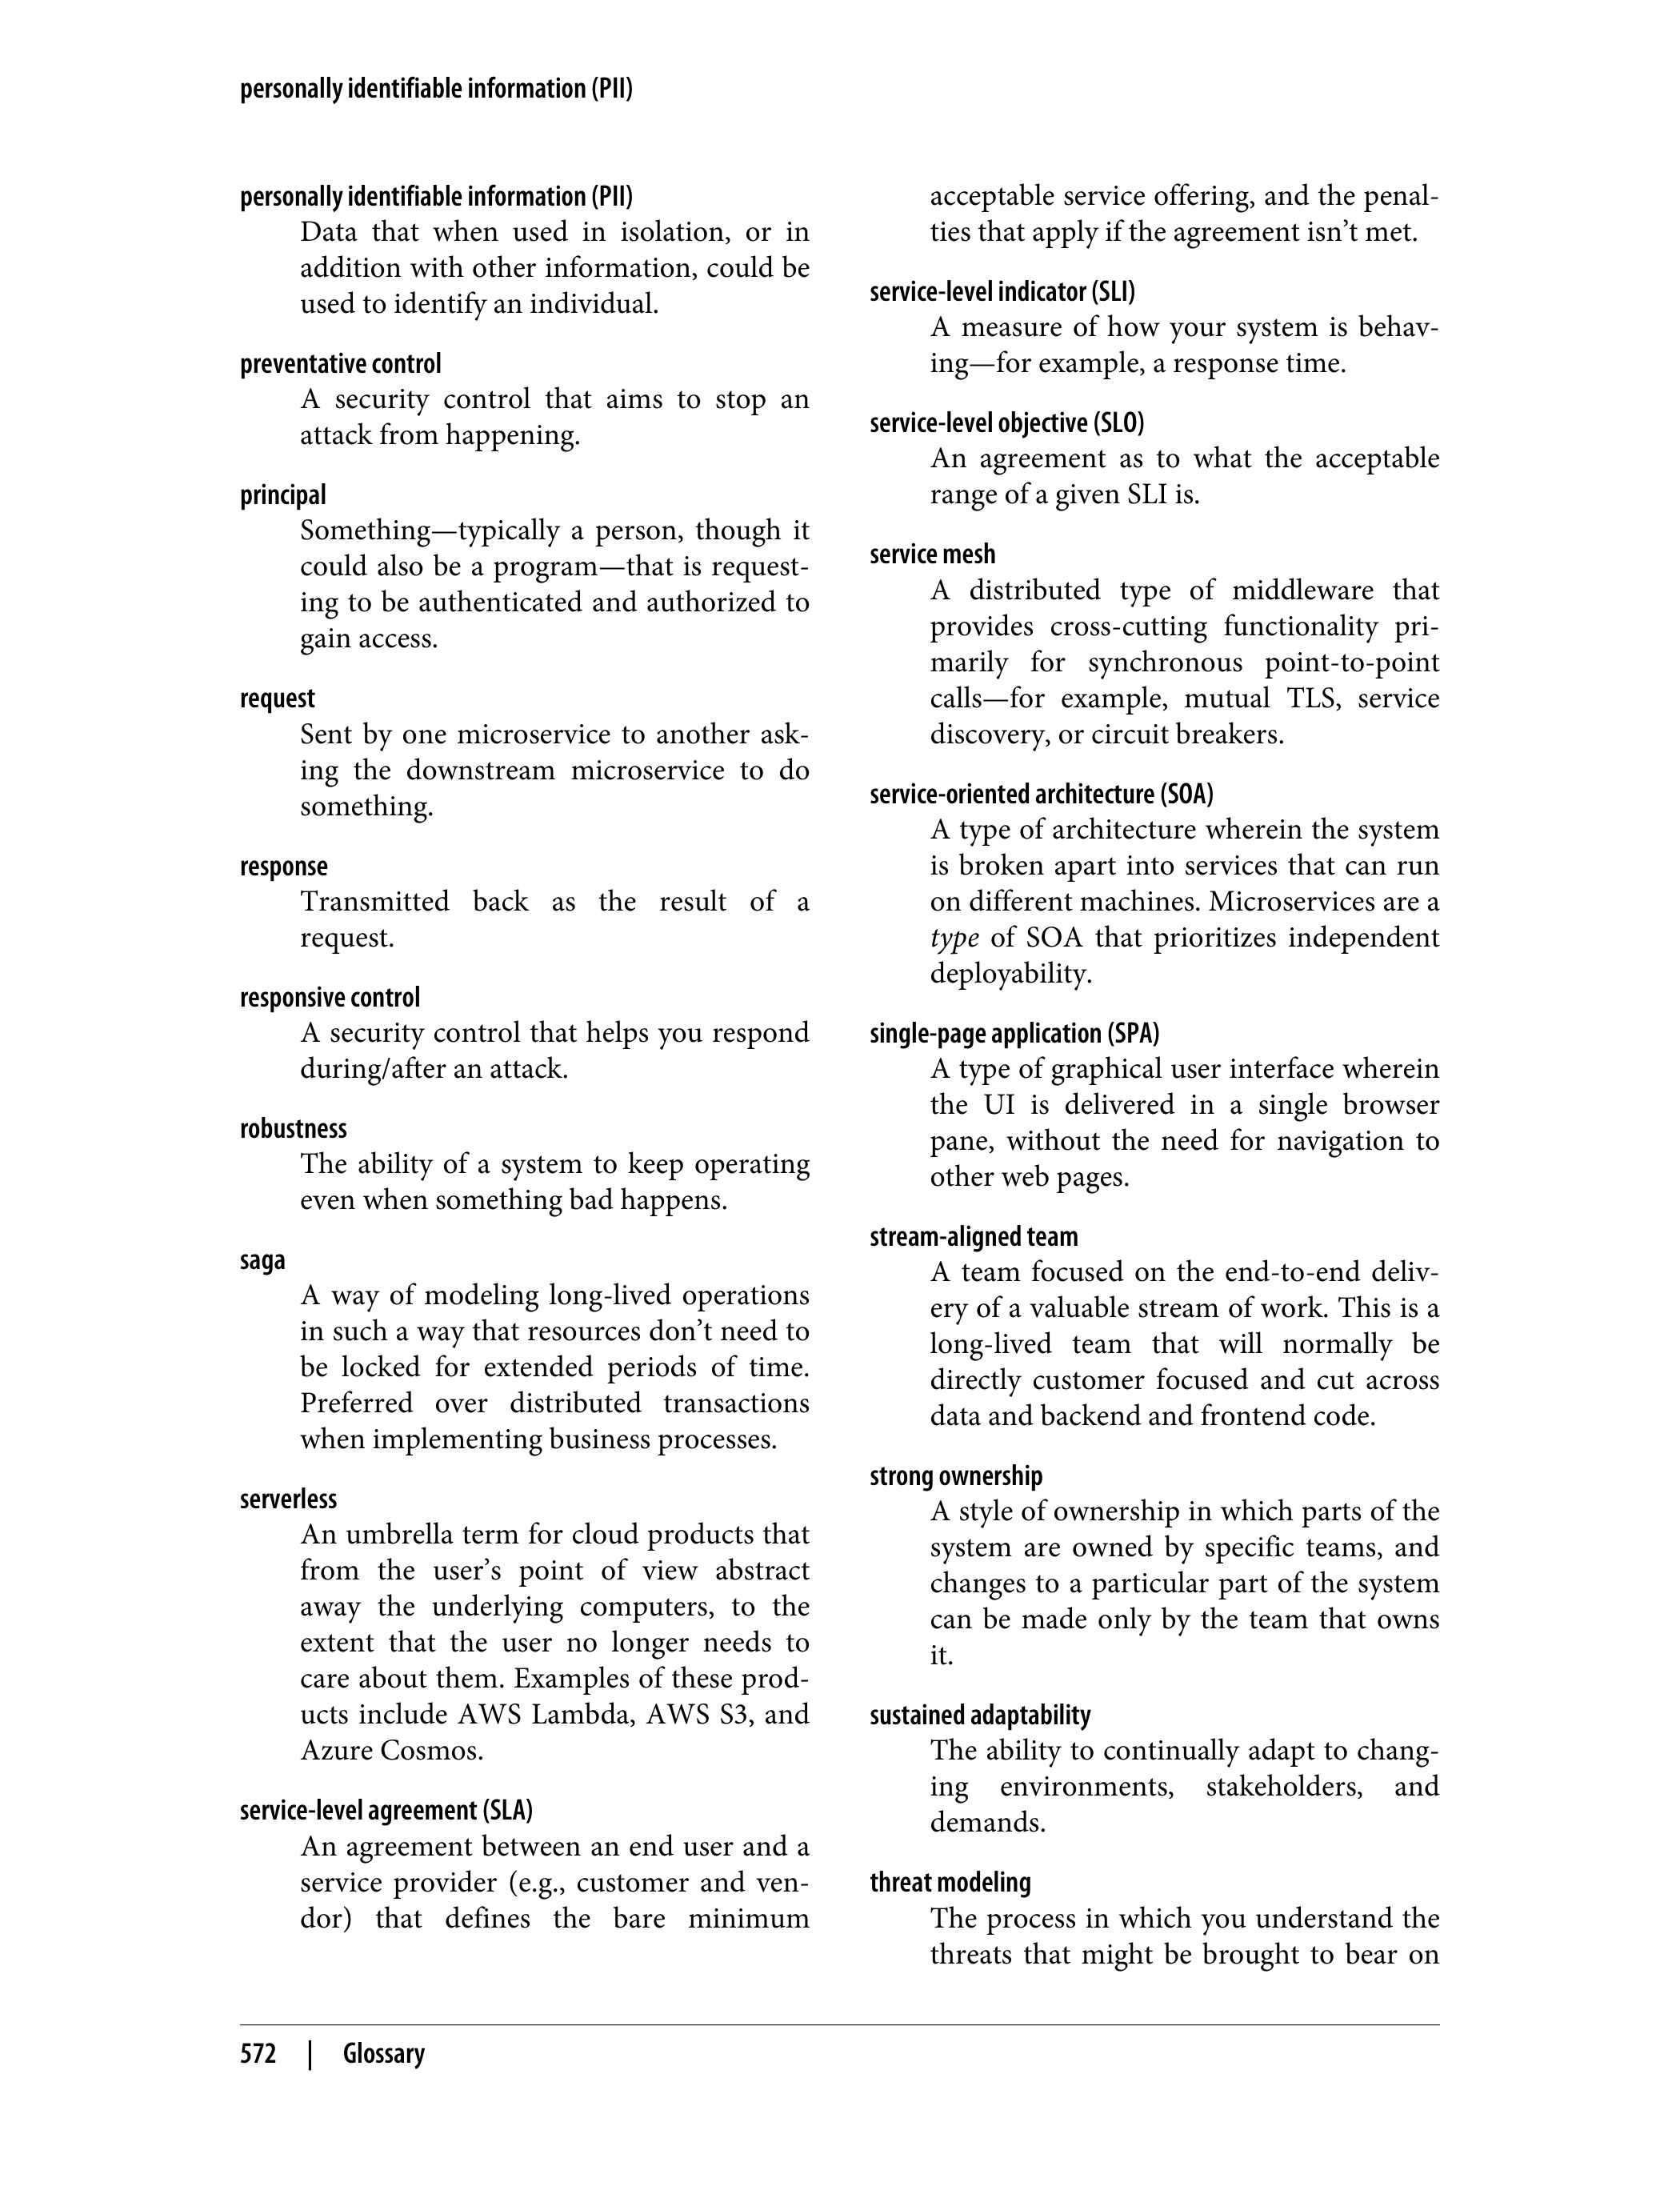 personally identifiable information (PII)
personally identifiable information (PII)
Data that when used in isolation, or in
addition with other information, could be
used to identify an individual.
preventative control
A security control that aims to stop an
attack from happening.
principal
Something—typically a person, though it
could also be a program—that is request-
ing to be authenticated and authorized to
gain access.
request
Sent by one microservice to another ask-
ing the downstream microservice to do
something.
response
Transmitted back as the result of a
request.
responsive control
A security control that helps you respond
during/after an attack.
robustness
The ability of a system to keep operating
even when something bad happens.
saga
A way of modeling long-lived operations
in such a way that resources don’t need to
be locked for extended periods of time.
Preferred over distributed transactions
when implementing business processes.
serverless
An umbrella term for cloud products that
from the user’s point of view abstract
away the underlying computers, to the
extent that the user no longer needs to
care about them. Examples of these prod-
ucts include AWS Lambda, AWS S3, and
Azure Cosmos.
service-level agreement (SLA)
An agreement between an end user and a
service provider (e.g., customer and ven-
dor) that defines the bare minimum
acceptable service offering, and the penal-
ties that apply if the agreement isn’t met.
service-level indicator (SLI)
A measure of how your system is behav-
ing—for example, a response time.
service-level objective (SLO)
An agreement as to what the acceptable
range of a given SLI is.
service mesh
A distributed type of middleware that
provides cross-cutting functionality pri-
marily for synchronous point-to-point
calls—for example, mutual TLS, service
discovery, or circuit breakers.
service-oriented architecture (SOA)
A type of architecture wherein the system
is broken apart into services that can run
on different machines. Microservices are a
type of SOA that prioritizes independent
deployability.
single-page application (SPA)
A type of graphical user interface wherein
the UI is delivered in a single browser
pane, without the need for navigation to
other web pages.
stream-aligned team
A team focused on the end-to-end deliv-
ery of a valuable stream of work. This is a
long-lived team that will normally be
directly customer focused and cut across
data and backend and frontend code.
strong ownership
A style of ownership in which parts of the
system are owned by specific teams, and
changes to a particular part of the system
can be made only by the team that owns
it.
sustained adaptability
The ability to continually adapt to chang-
ing environments, stakeholders, and
demands.
threat modeling
The process in which you understand the
threats that might be brought to bear on
572 | Glossary